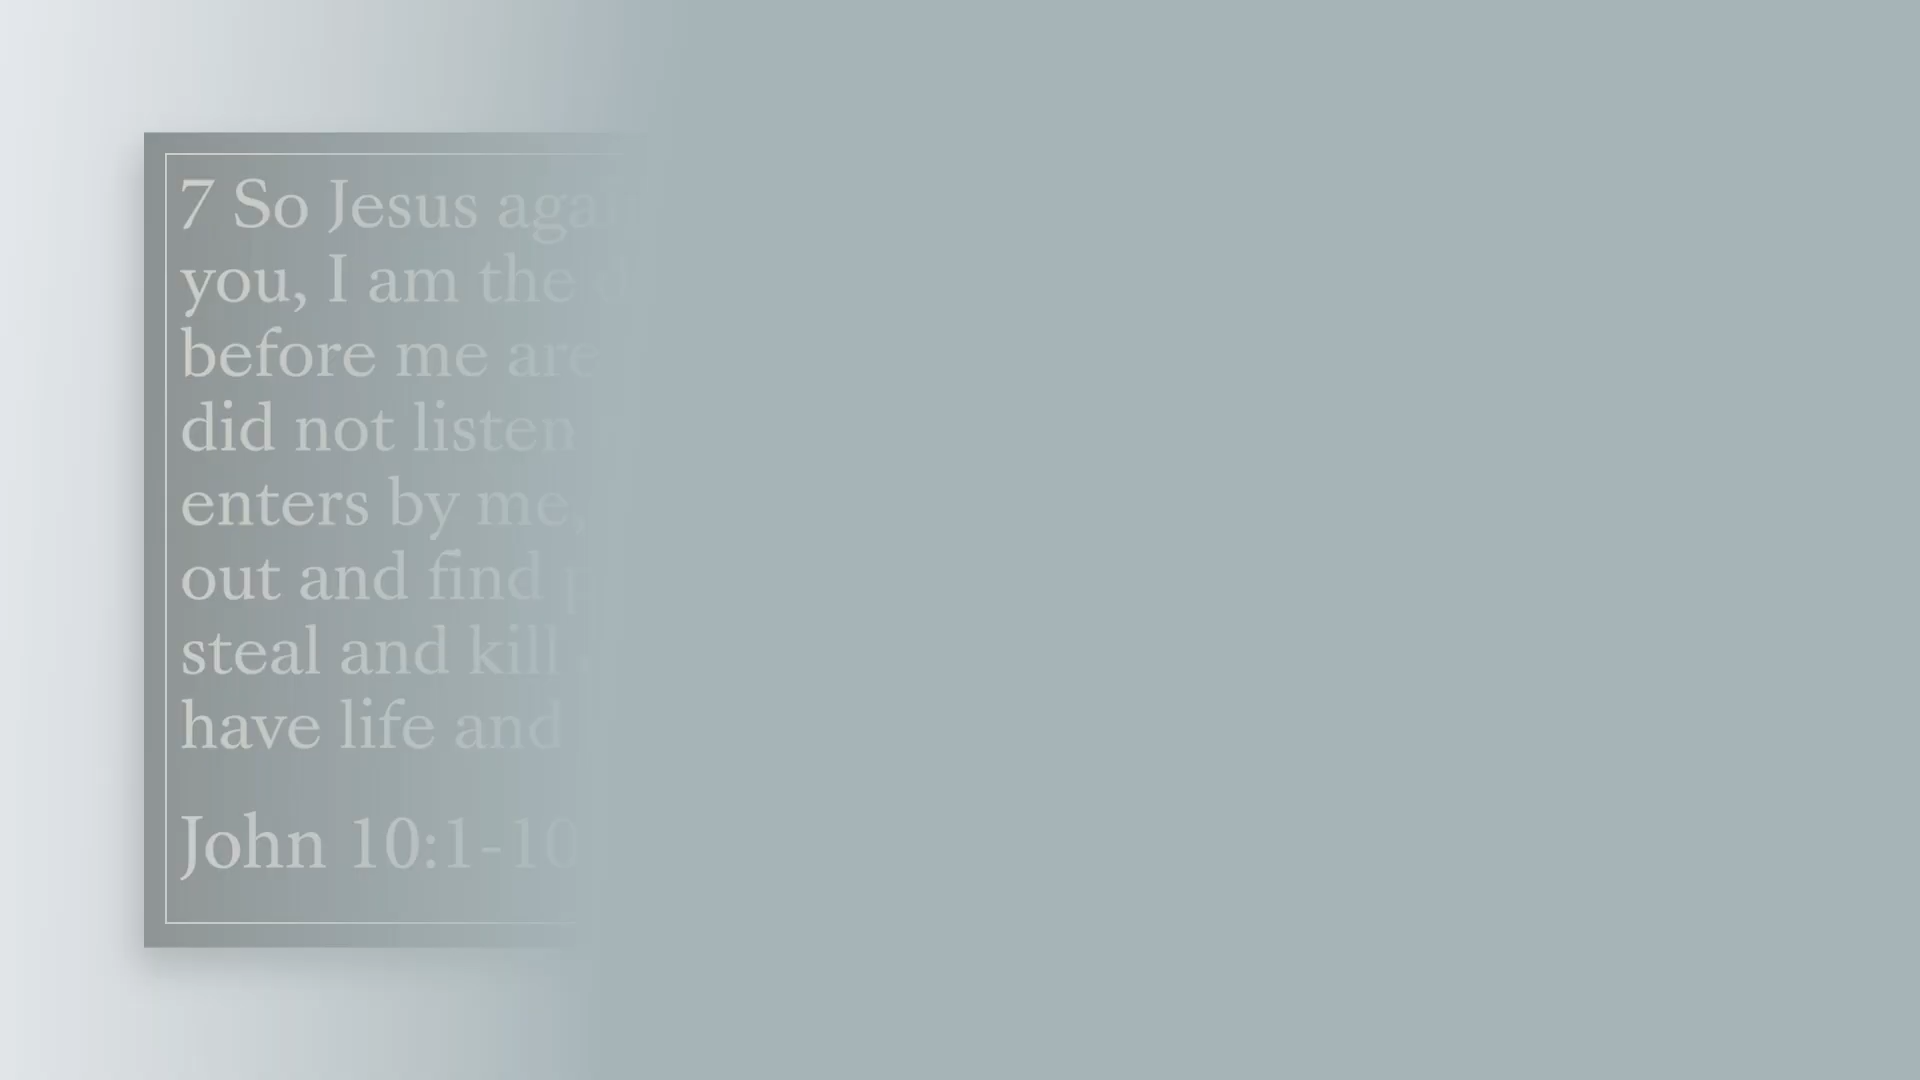 7 So Jesus again
you, I am the
before me are
did not listen
enters by me,
out and find
steal and kill
have life and
John 10:1-10